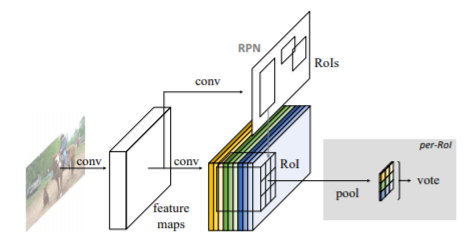 RPN
RoIs
conv
per-RoI
conv
conv
RoI
pool
vote
feature
maps